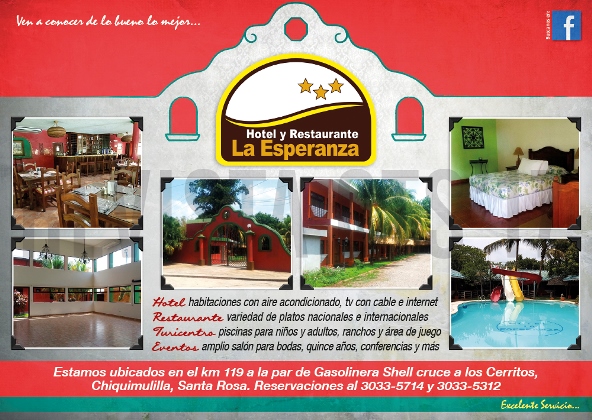 Ven a conocer de lo bueno lo mejor...
Síguenos en:
f
Hotel y Restaurante
La Esperanza
Hotel habitaciones con aire acondicionado, tv con cable e internet
Restaurante variedad de platos nacionales e internacionales
Turicentro piscinas para niños y adultos, ranchos y área de juego
Eventos amplio salón para bodas, quince años, conferencias y más
Estamos ubicados en el km 119 a la par de Gasolinera Shell cruce a los Cerritos,
Chiquimulilla, Santa Rosa. Reservaciones al 3033-5714 y 3033-5312
Excelente Servicio...